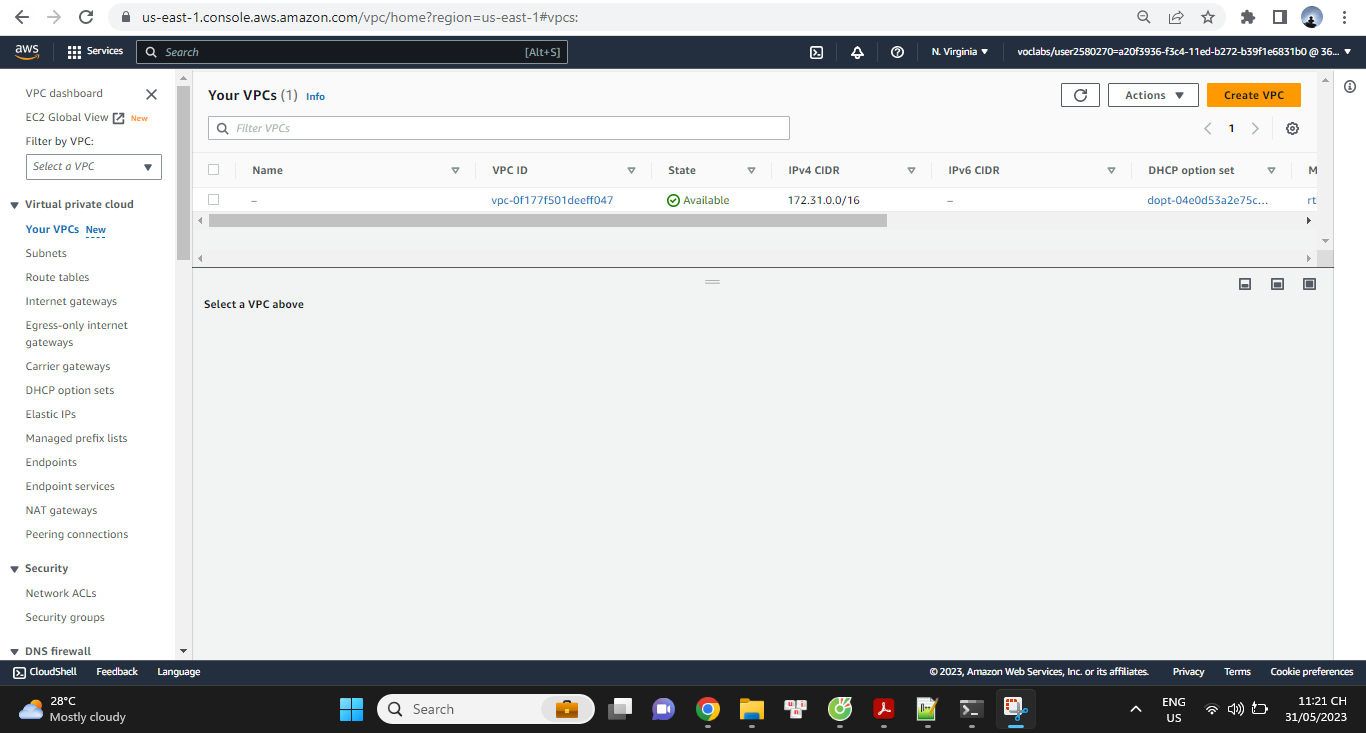 us-east-1.console.aws.amazon.com/vpc/home?region=us-east-1#vpcs:
aws
Services
Search
[Alt+S]
N. Virginia
voclabs/user2580270=a20f3936-f3c4-11ed-b272-b39f1e6831b0 @ 36...
VPC dashboard
EC2 Global View New
Filter by VPC:
Select a VPC
Virtual private cloud
Your VPCs New
Subnets
Route tables
Internet gateways
Egress-only internet
gateways
Carrier gateways
DHCP option sets
Elastic IPs
Managed prefix lists
Endpoints
Endpoint services
NAT gateways
Peering connections
Security
Network ACLs
Security groups
DNS firewall
Your VPCs (1) Info
Actions
Create VPC
Filter VPCs
1
Name VPC ID State IPv4 CIDR IPv6 CIDR DHCP option set M
– vpc-0f177f501deeff047 Available 172.31.0.0/16 – dopt-04e0d53a2e75c... rt
Select a VPC above
CloudShell Feedback Language
© 2023, Amazon Web Services, Inc. or its affiliates. Privacy Terms Cookie preferences
28°C
Mostly cloudy
Search
ENG
US
11:21 CH
31/05/2023